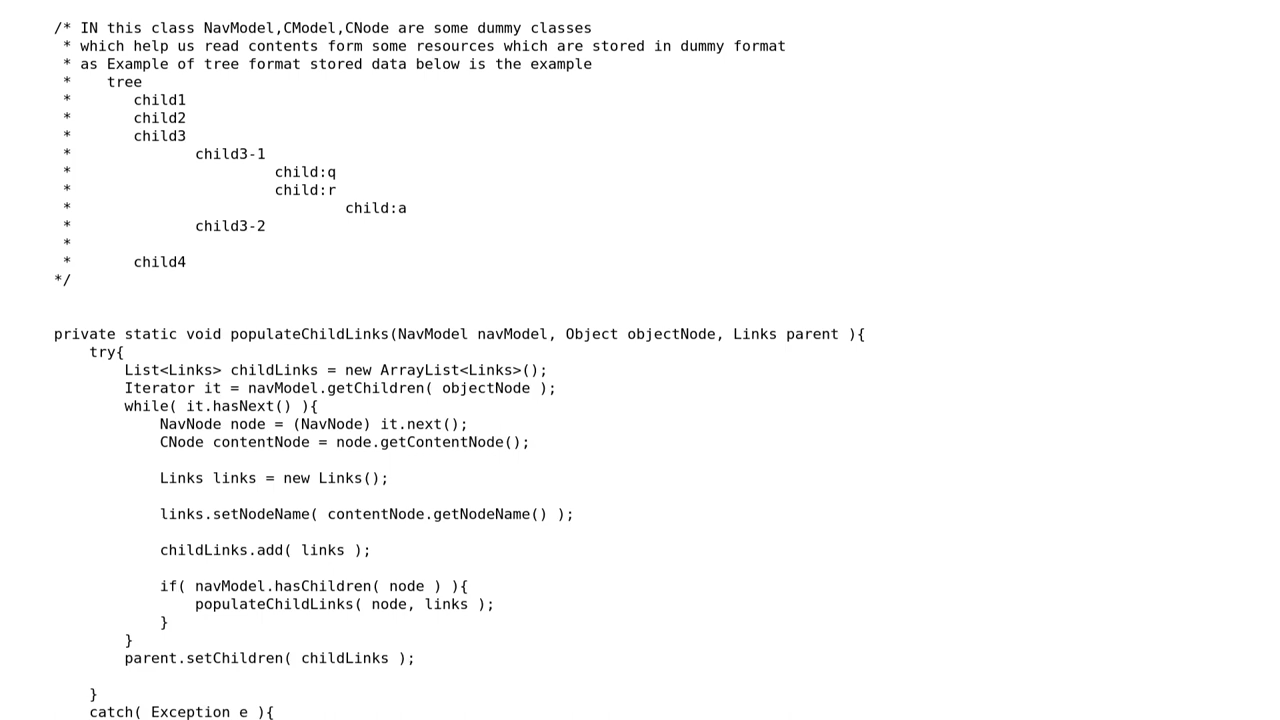 /* IN this class NavModel,CModel,CNode are some dummy classes
 * which help us read contents form some resources which are stored in dummy format
 * as Example of tree format stored data below is the example
 *    tree
 *       child1
 *       child2
 *       child3
 *              child3-1
 *                       child:q
 *                       child:r
 *                               child:a
 *              child3-2
 *
 *       child4
*/
private static void populateChildLinks(NavModel navModel, Object objectNode, Links parent ){
    try{
        List<Links> childLinks = new ArrayList<Links>();
        Iterator it = navModel.getChildren( objectNode );
        while( it.hasNext() ){
            NavNode node = (NavNode) it.next();
            CNode contentNode = node.getContentNode();
            Links links = new Links();
            links.setNodeName( contentNode.getNodeName() );
            childLinks.add( links );
            if( navModel.hasChildren( node ) ){
                populateChildLinks( node, links );
            }
        }
        parent.setChildren( childLinks );
    }
    catch( Exception e ){